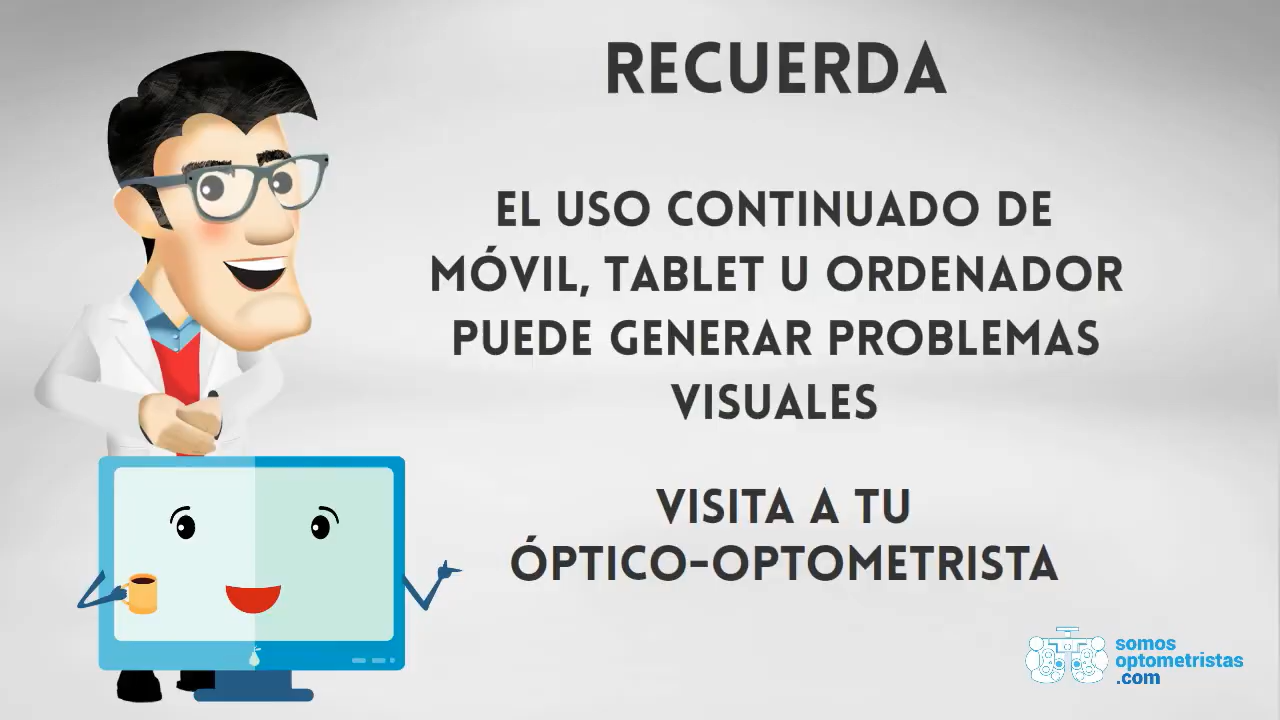 RECUERDA
EL USO CONTINUADO DE
MÓVIL, TABLET U ORDENADOR
PUEDE GENERAR PROBLEMAS
VISUALES
VISITA A TU
ÓPTICO-OPTOMETRISTA
somos
optometristas
.com